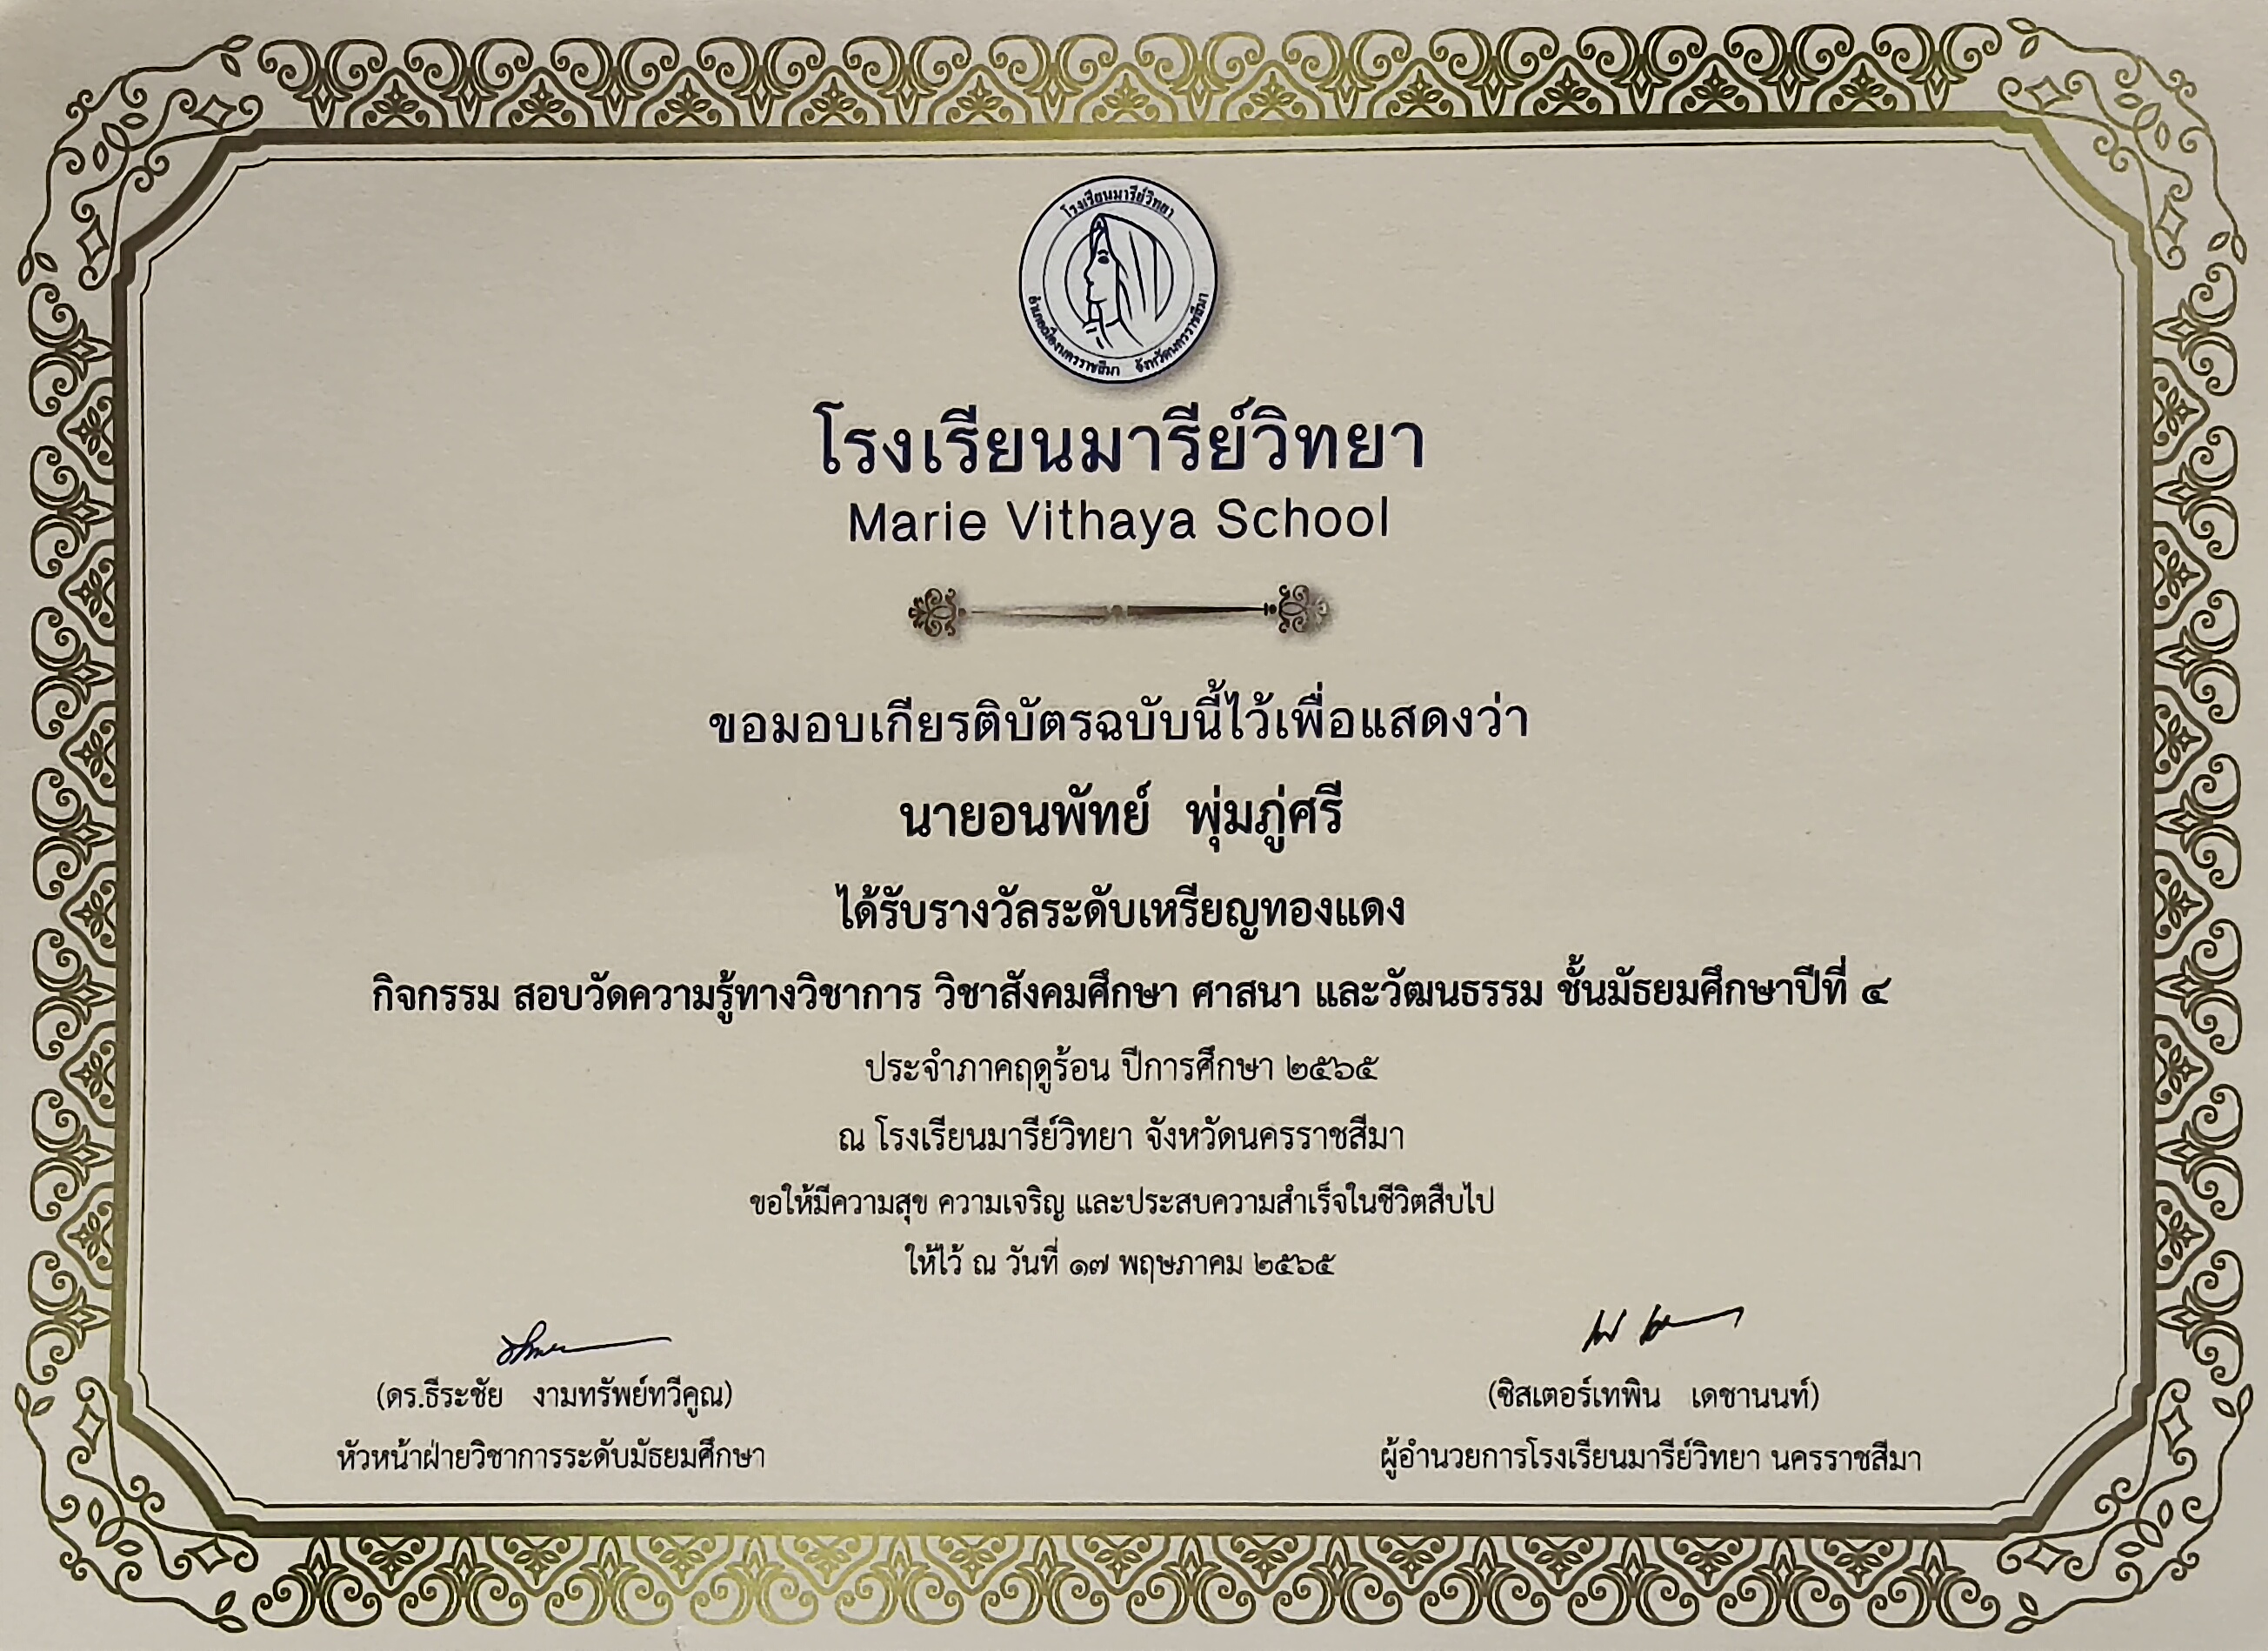 โรงเรียนมารีย์วิทยา
อำเภอเมืองนครราชสีมา จังหวัดนครราชสีมา
โรงเรียนมารีย์วิทยา
Marie Vithaya School
ขอมอบเกียรติบัตรฉบับนี้ไว้เพื่อแสดงว่า
นายอนพัทย์ พุ่มภู่ศรี
ได้รับรางวัลระดับเหรียญทองแดง
กิจกรรม สอบวัดความรู้ทางวิชาการ วิชาสังคมศึกษา ศาสนา และวัฒนธรรม ชั้นมัธยมศึกษาปีที่ ๔
ประจำภาคฤดูร้อน ปีการศึกษา ๒๕๖๕
ณ โรงเรียนมารีย์วิทยา จังหวัดนครราชสีมา
ขอให้มีความสุข ความเจริญ และประสบความสำเร็จในชีวิตสืบไป
ให้ไว้ ณ วันที่ ๑๗ พฤษภาคม ๒๕๖๕
(ดร.ธีระชัย งามทรัพย์ทวีคูณ)
หัวหน้าฝ่ายวิชาการระดับมัธยมศึกษา
(ซิสเตอร์เทพิน เดชานนท์)
ผู้อำนวยการโรงเรียนมารีย์วิทยา นครราชสีมา